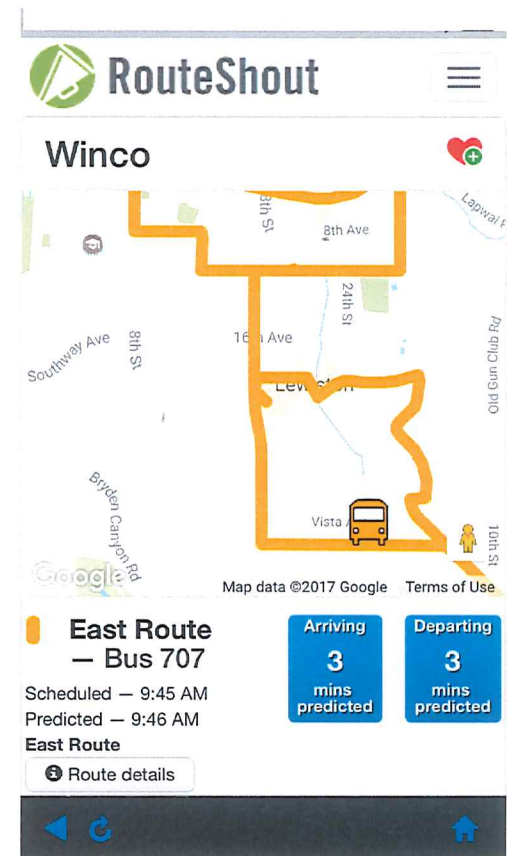 RouteShout
Winco
8th St
8th Ave
Lapwai
24th St
16th Ave
Southway Ave
8th St
Old Gun Club Rd
Lewiston
Bryden Canyon Rd
Vista
10th St
Google
Map data ©2017 Google Terms of Use
East Route
— Bus 707
Scheduled — 9:45 AM
Predicted — 9:46 AM
East Route
Route details
Arriving
3
mins
predicted
Departing
3
mins
predicted